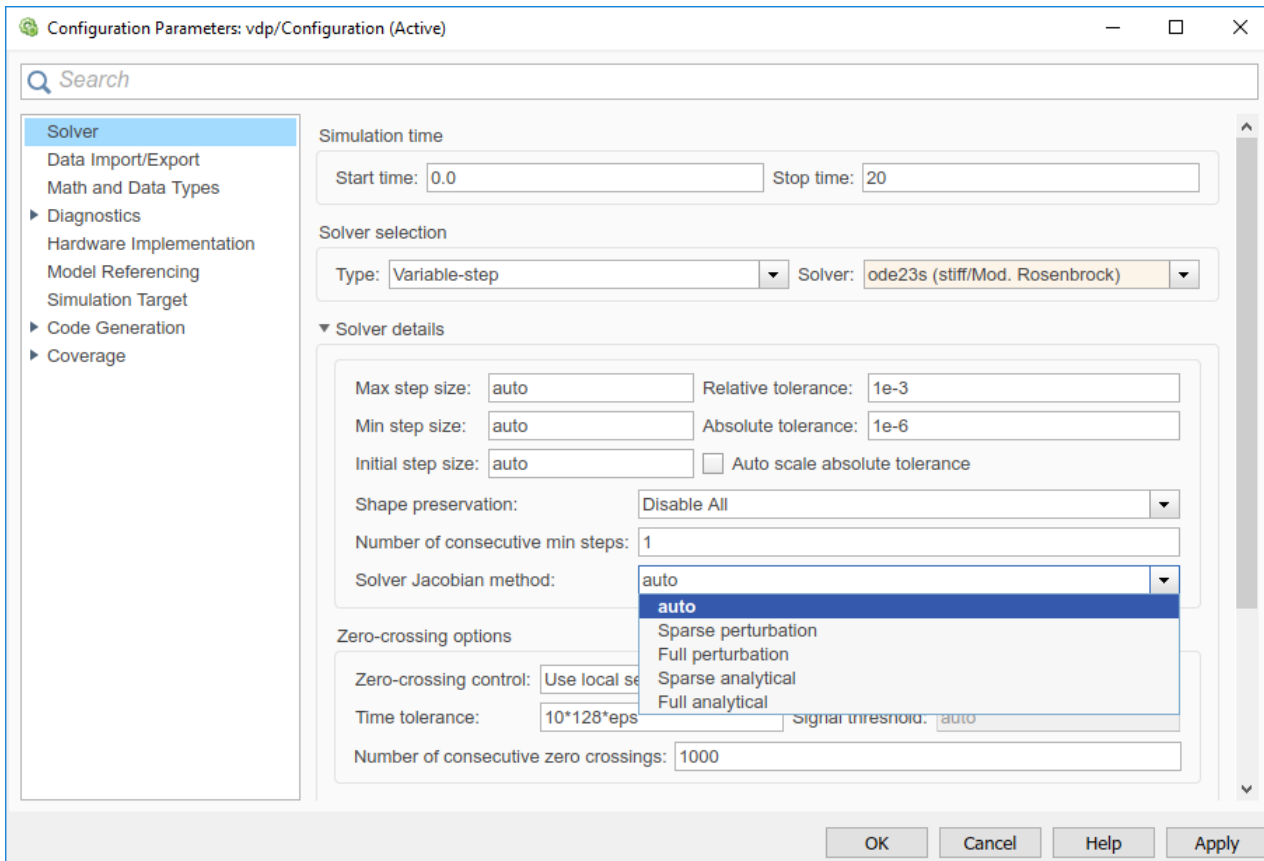 Configuration Parameters: vdp/Configuration (Active)
Search
Solver
Data Import/Export
Math and Data Types
Diagnostics
Hardware Implementation
Model Referencing
Simulation Target
Code Generation
Coverage
Simulation time
Start time: 0.0 Stop time: 20
Solver selection
Type: Variable-step Solver: ode23s (stiff/Mod. Rosenbrock)
Solver details
Max step size: auto Relative tolerance: 1e-3
Min step size: auto Absolute tolerance: 1e-6
Initial step size: auto Auto scale absolute tolerance
Shape preservation: Disable All
Number of consecutive min steps: 1
Solver Jacobian method: auto
auto
Sparse perturbation
Full perturbation
Sparse analytical
Full analytical
Zero-crossing options
Zero-crossing control: Use local se
Time tolerance: 10*128*eps Signal threshold: auto
Number of consecutive zero crossings: 1000
OK Cancel Help Apply